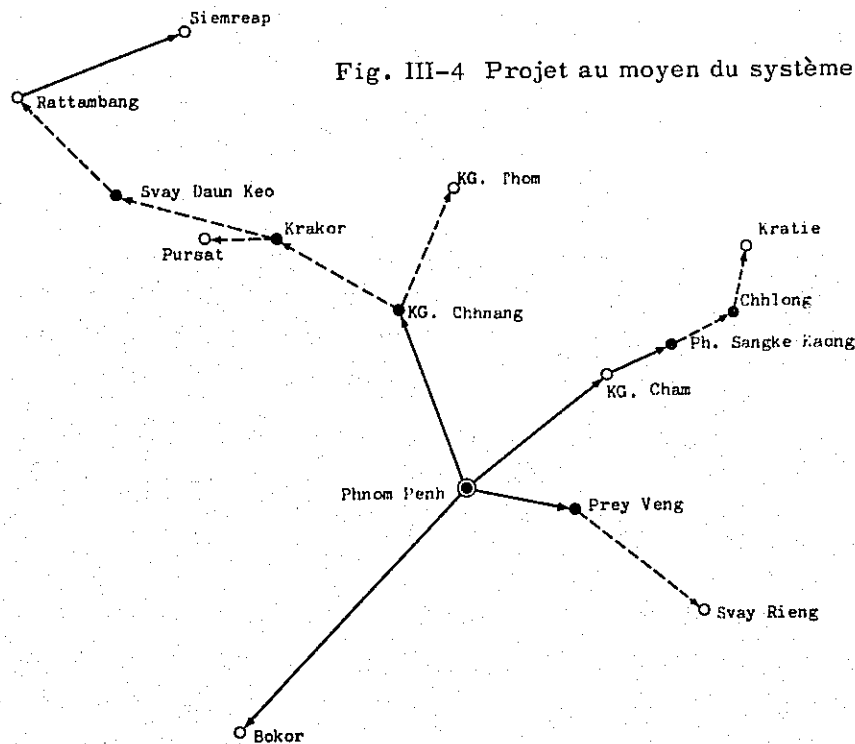 Siemreap
Fig. III-4 Projet au moyen du système
Rattambang
Svay Daun Keo
KG. Thom
Krakor
Pursat
Kratie
KG. Chhnang
Chhlong
Ph. Sangke Kaong
KG. Cham
Phnom Penh
Prey Veng
Svay Rieng
Bokor